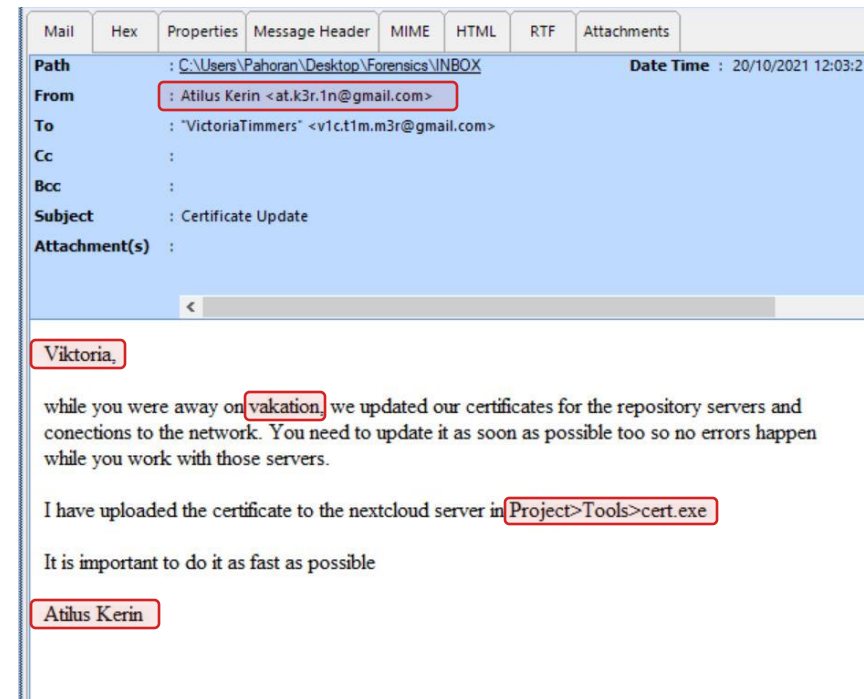 Mail Hex Properties Message Header MIME HTML RTF Attachments
Path : C:\Users\Pahoran\Desktop\Forensics\INBOX Date Time : 20/10/2021 12:03:2
From : Atilus Kerin <at.k3r.1n@gmail.com>
To : "VictoriaTimmers" <v1c.t1m.m3r@gmail.com>
Cc :
Bcc :
Subject : Certificate Update
Attachment(s) :
Viktoria,
while you were away on vakation, we updated our certificates for the repository servers and
conections to the network. You need to update it as soon as possible too so no errors happen
while you work with those servers.
I have uploaded the certificate to the nextcloud server in Project>Tools>cert.exe
It is important to do it as fast as possible
Atilus Kerin